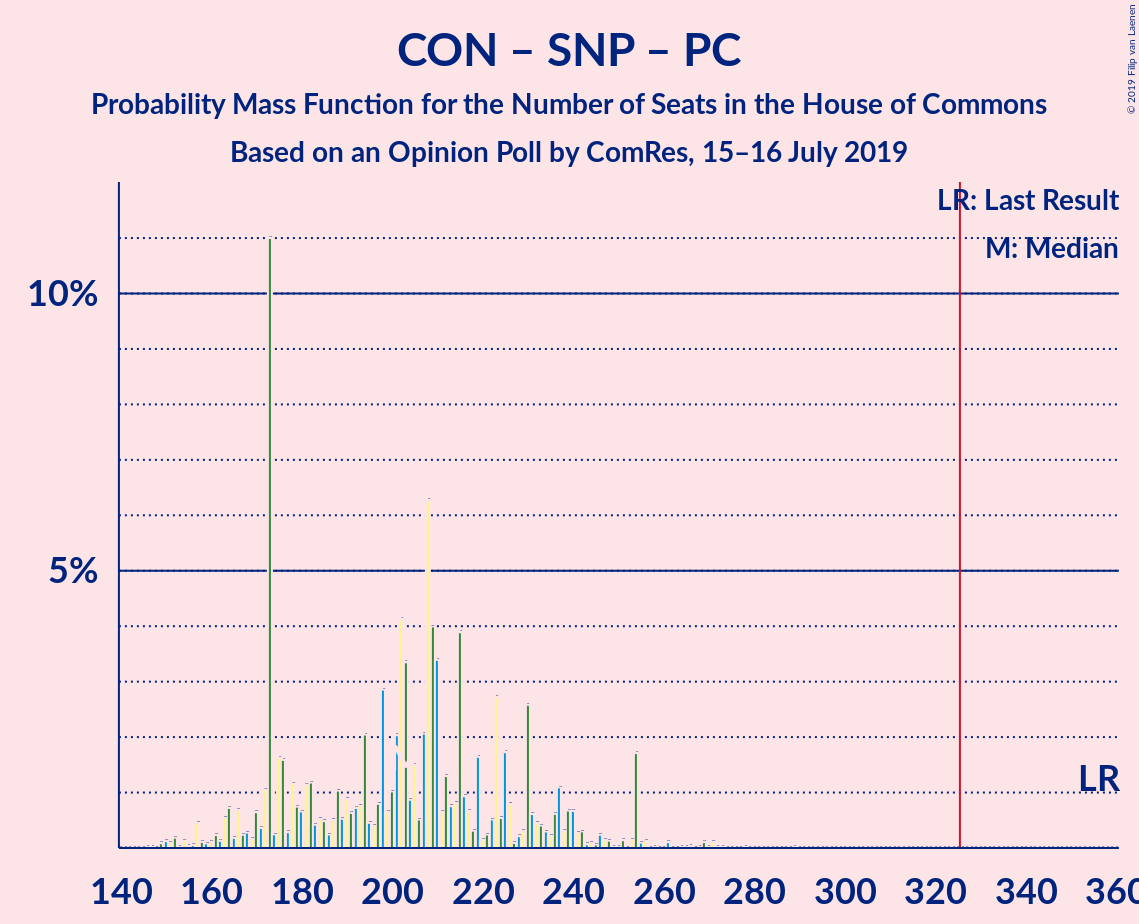 CON – SNP – PC
Probability Mass Function for the Number of Seats in the House of Commons
Based on an Opinion Poll by ComRes, 15–16 July 2019
© 2019 Filip van Laenen
LR: Last Result
M: Median
10%
5%
LR
140 160 180 200 220 240 260 280 300 320 340 360